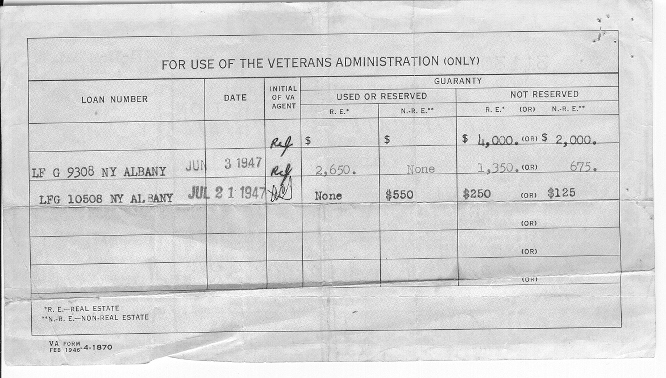 FOR USE OF THE VETERANS ADMINISTRATION (ONLY)
LOAN NUMBER DATE INITIAL OF VA AGENT GUARANTY
USED OR RESERVED NOT RESERVED
R. E.* N.-R. E.** R. E.* (OR) N.-R. E.**
$ $ $ 4,000. (OR) $ 2,000.
LF G 9308 NY ALBANY JUN 3 1947 2,650. None 1,350. (OR) 675.
LFG 10508 NY ALBANY JUL 21 1947 None $550 $250 (OR) $125
(OR)
(OR)
(OR)
*R. E.—REAL ESTATE
**N.-R. E.—NON-REAL ESTATE
VA FORM
FEB 1946 4-1870